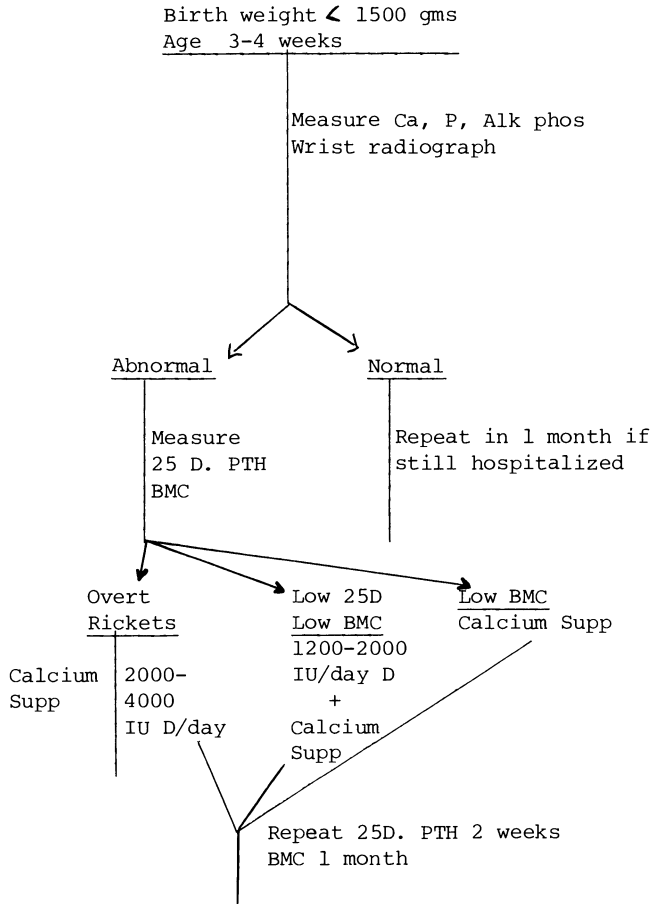 Birth weight < 1500 gms
Age 3-4 weeks
Measure Ca, P, Alk phos
Wrist radiograph
Abnormal
Normal
Measure
25 D. PTH
BMC
Repeat in 1 month if
still hospitalized
Overt
Rickets
Calcium
Supp
2000-
4000
IU D/day
Low 25D
Low BMC
1200-2000
IU/day D
+
Calcium
Supp
Low BMC
Calcium Supp
Repeat 25D. PTH 2 weeks
BMC 1 month